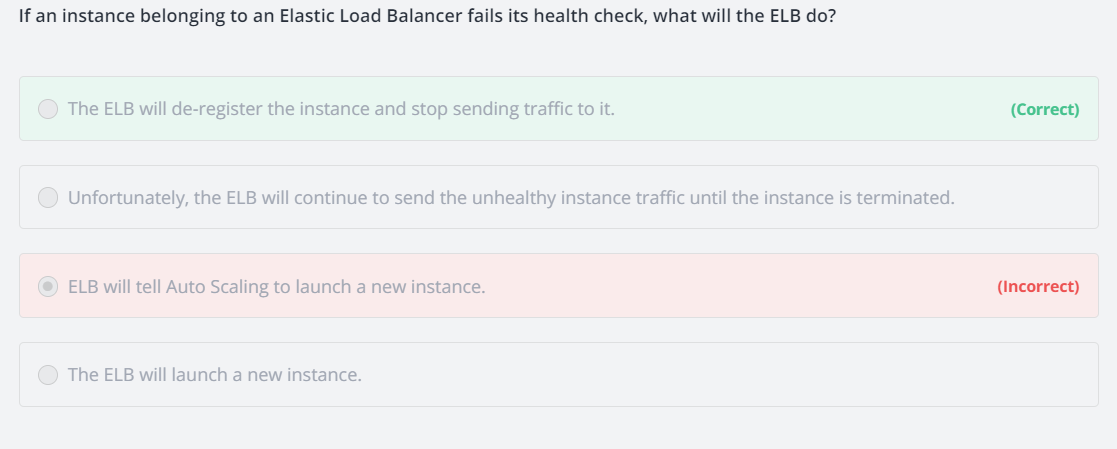 If an instance belonging to an Elastic Load Balancer fails its health check, what will the ELB do?
The ELB will de-register the instance and stop sending traffic to it.
(Correct)
Unfortunately, the ELB will continue to send the unhealthy instance traffic until the instance is terminated.
ELB will tell Auto Scaling to launch a new instance.
(Incorrect)
The ELB will launch a new instance.